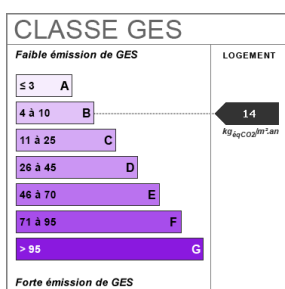 CLASSE GES
Faible émission de GES
LOGEMENT
≤ 3 A
4 à 10 B
14
kgéqCO2/m².an
11 à 25 C
26 à 45 D
46 à 70 E
71 à 95 F
> 95 G
Forte émission de GES